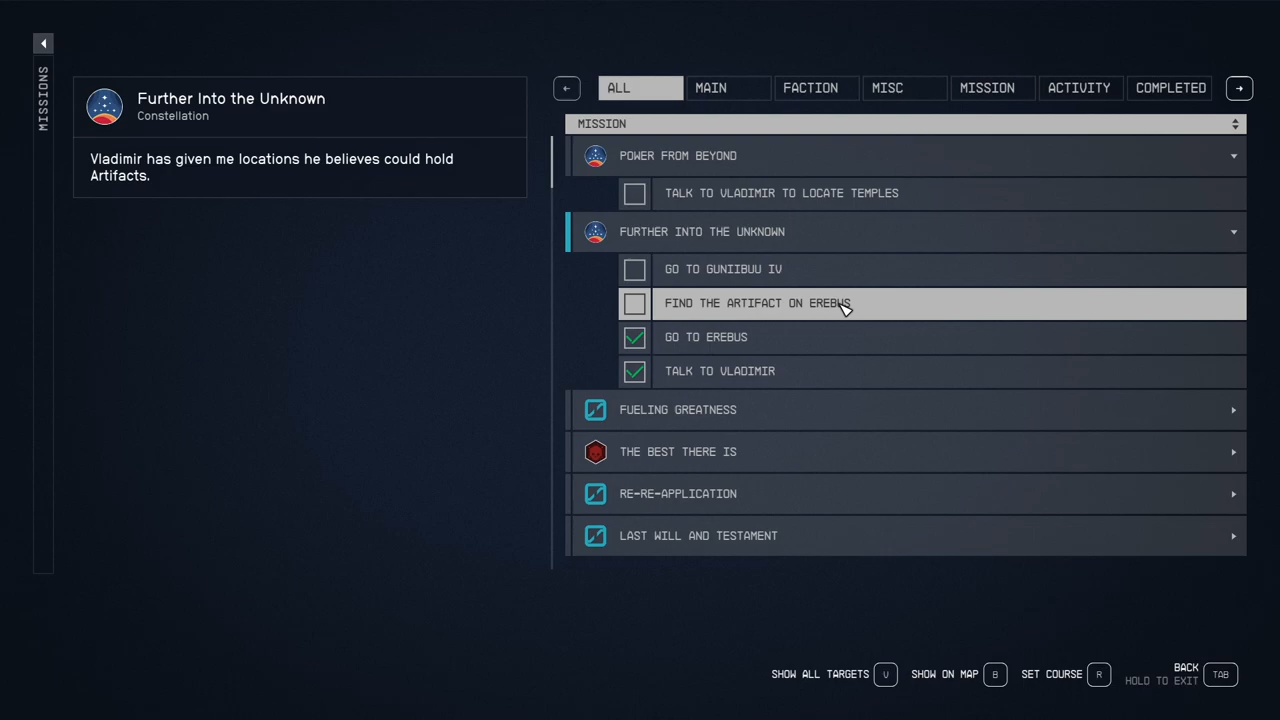 MISSIONS
Further Into the Unknown
Constellation
Vladimir has given me locations he believes could hold
Artifacts.
ALL
MAIN
FACTION
MISC
MISSION
ACTIVITY
COMPLETED
MISSION
POWER FROM BEYOND
TALK TO VLADIMIR TO LOCATE TEMPLES
FURTHER INTO THE UNKNOWN
GO TO GUNIIBUU IV
FIND THE ARTIFACT ON EREBUS
GO TO EREBUS
TALK TO VLADIMIR
FUELING GREATNESS
THE BEST THERE IS
RE-RE-APPLICATION
LAST WILL AND TESTAMENT
SHOW ALL TARGETS V
SHOW ON MAP B
SET COURSE R
BACK
HOLD TO EXIT
TAB